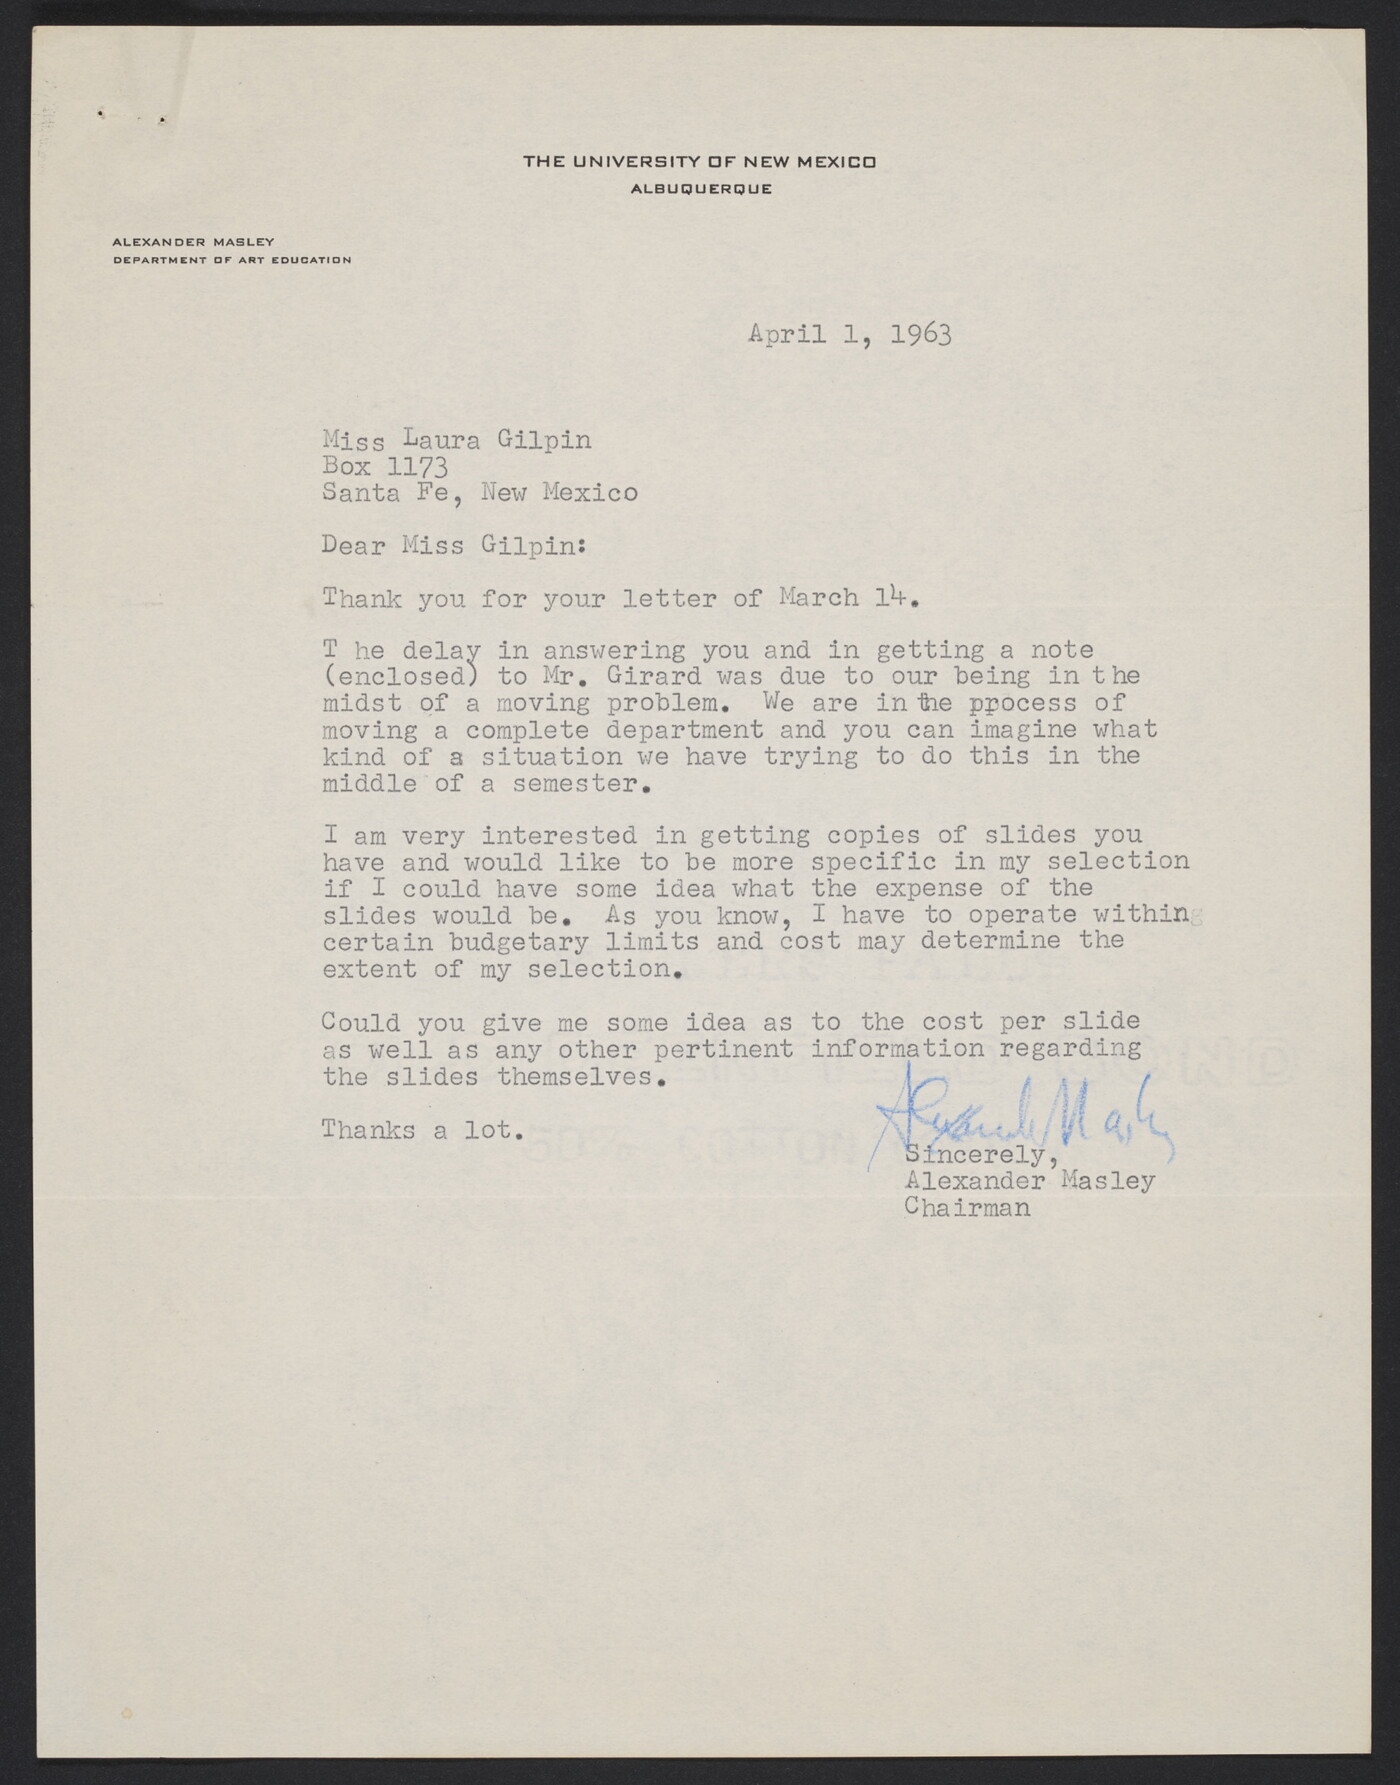 THE UNIVERSITY OF NEW MEXICO
ALBUQUERQUE
ALEXANDER MASLEY
DEPARTMENT OF ART EDUCATION
April 1, 1963
Miss Laura Gilpin
Box 1173
Santa Fe, New Mexico
Dear Miss Gilpin:
Thank you for your letter of March 14.
T he delay in answering you and in getting a note
(enclosed) to Mr. Girard was due to our being in the
midst of a moving problem.  We are in the process of
moving a complete department and you can imagine what
kind of a situation we have trying to do this in the
middle of a semester.
I am very interested in getting copies of slides you
have and would like to be more specific in my selection
if I could have some idea what the expense of the
slides would be.  As you know, I have to operate within
certain budgetary limits and cost may determine the
extent of my selection.
Could you give me some idea as to the cost per slide
as well as any other pertinent information regarding
the slides themselves.
Thanks a lot.
Alexander Masley
Sincerely,
Alexander Masley
Chairman